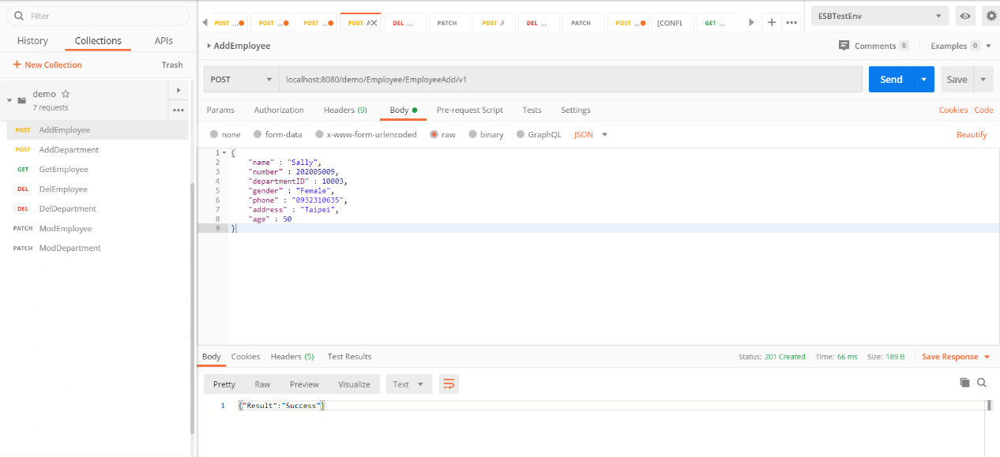 Filter
History Collections APIs
+ New Collection Trash
demo
7 requests
POST AddEmployee
POST AddDepartment
GET GetEmployee
DEL DelEmployee
DEL DelDepartment
PATCH ModEmployee
PATCH ModDepartment
POST ... POST ... POST ... POST A DEL ... PATCH POST A DEL ... PATCH POST ... [CONFL GET ... + •••
ESBTestEnv
AddEmployee
Comments 0 Examples 0
POST localhost:8080/demo/Employee/EmployeeAdd/v1 Send Save
Params Authorization Headers (9) Body Pre-request Script Tests Settings Cookies Code
none form-data x-www-form-urlencoded raw binary GraphQL JSON Beautify
1 {
2 "name" : "Sally",
3 "number" : 202005009,
4 "departmentID" : 10003,
5 "gender" : "Female",
6 "phone" : "0932310635",
7 "address" : "Taipei",
8 "age" : 50
9 }
Body Cookies Headers (5) Test Results Status: 201 Created Time: 66 ms Size: 189 B Save Response
Pretty Raw Preview Visualize Text
1 {"Result":"Success"}